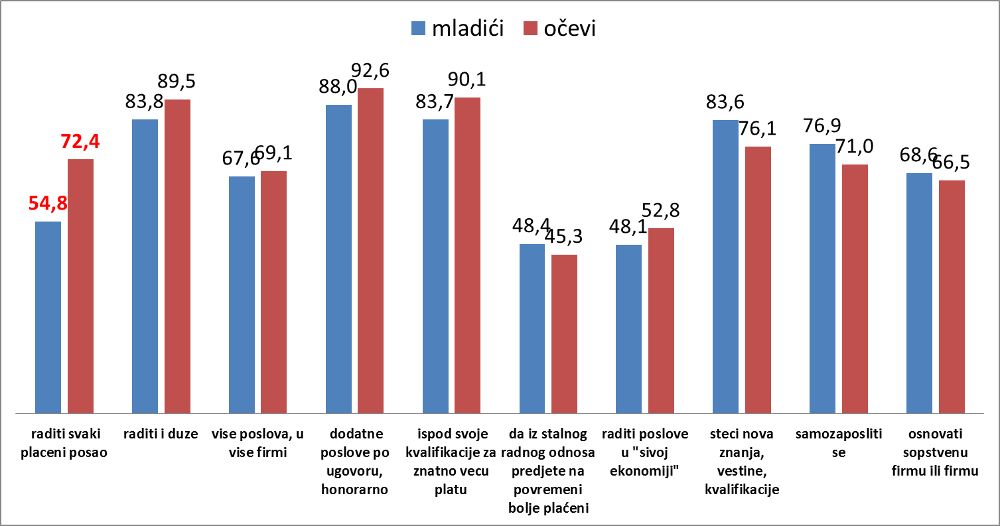 mladići očevi
54,8 72,4
83,8 89,5
67,6 69,1
88,0 92,6
83,7 90,1
48,4 45,3
48,1 52,8
83,6 76,1
76,9 71,0
68,6 66,5
raditi svaki
placeni posao
raditi i duze
vise poslova, u
vise firmi
dodatne
poslove po
ugovoru,
honorarno
ispod svoje
kvalifikacije za
znatno vecu
platu
da iz stalnog
radnog odnosa
predjete na
povremeni
bolje plaćeni
raditi poslove
u "sivoj
ekonomiji"
steci nova
znanja,
vestine,
kvalifikacije
samozaposliti
se
osnovati
sopstvenu
firmu ili firmu